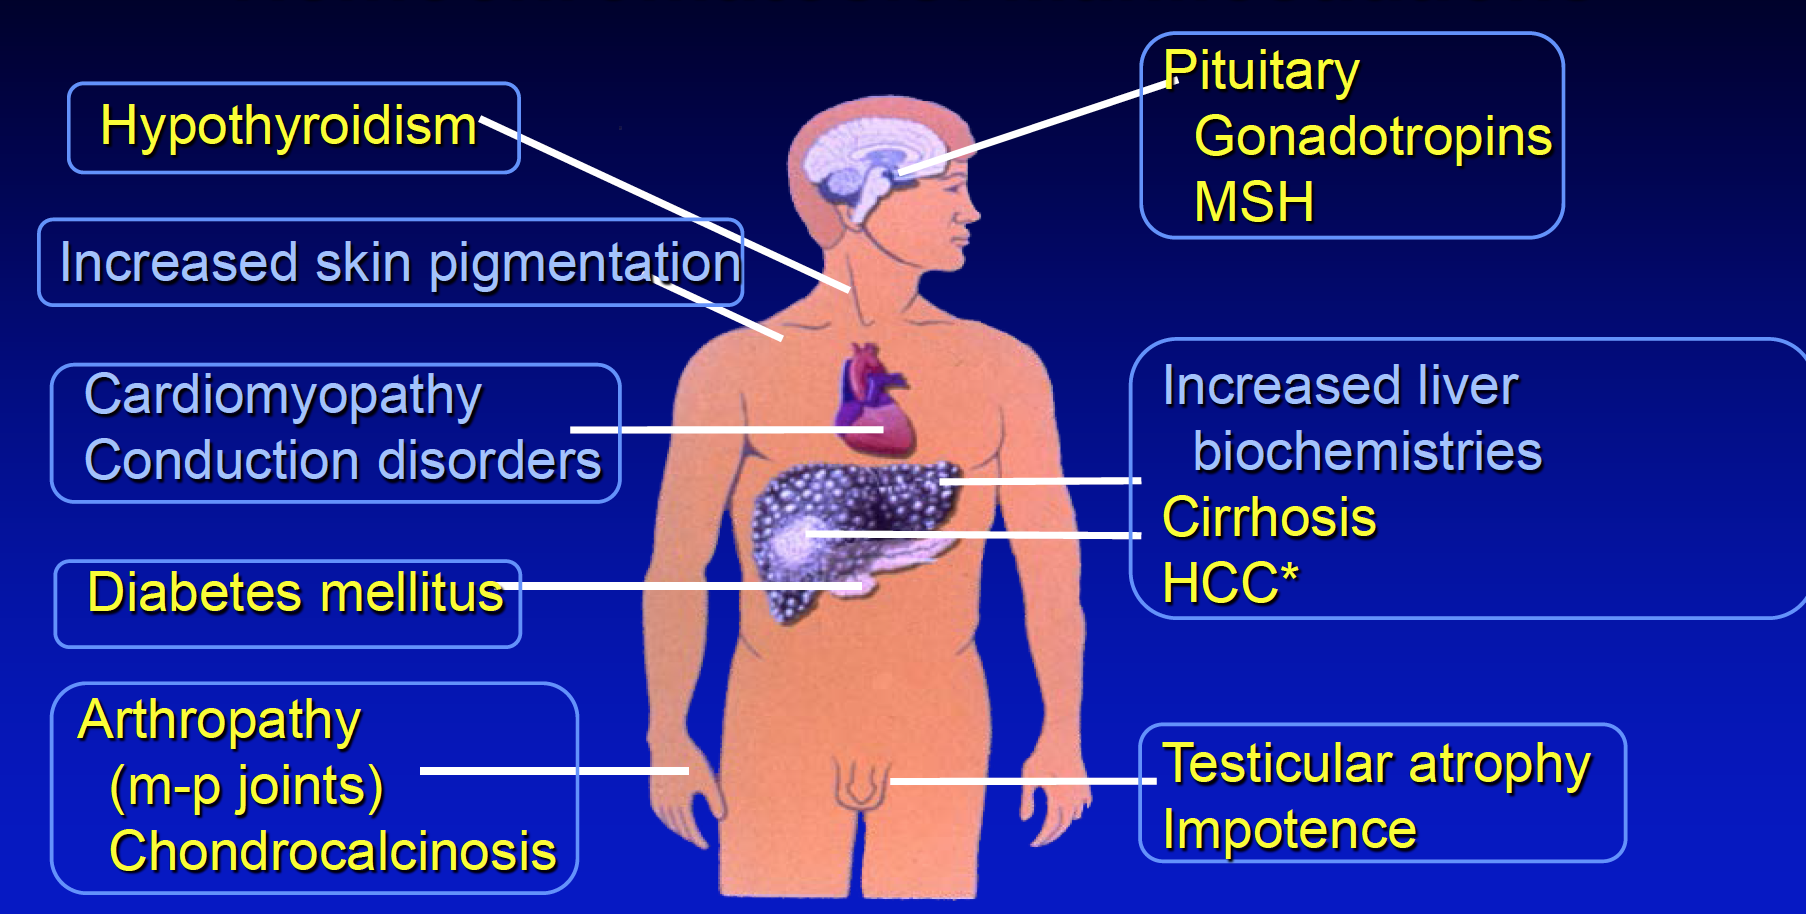 Hypothyroidism
Increased skin pigmentation
Cardiomyopathy
Conduction disorders
Diabetes mellitus
Arthropathy
(m-p joints)
Chondrocalcinosis
Pituitary
Gonadotropins
MSH
Increased liver
biochemistries
Cirrhosis
HCC*
Testicular atrophy
Impotence